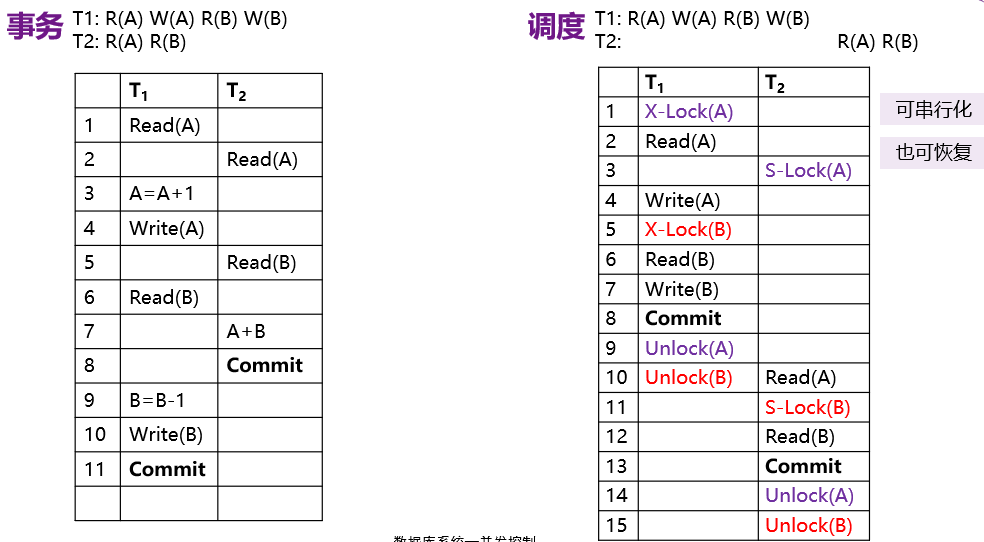 事务 T1: R(A) W(A) R(B) W(B)
T2: R(A) R(B)
T1 T2
1 Read(A)
2 Read(A)
3 A=A+1
4 Write(A)
5 Read(B)
6 Read(B)
7 A+B
8 Commit
9 B=B-1
10 Write(B)
11 Commit
调度 T1: R(A) W(A) R(B) W(B)
T2: R(A) R(B)
T1 T2
1 X-Lock(A)
2 Read(A)
3 S-Lock(A)
4 Write(A)
5 X-Lock(B)
6 Read(B)
7 Write(B)
8 Commit
9 Unlock(A)
10 Unlock(B) Read(A)
11 S-Lock(B)
12 Read(B)
13 Commit
14 Unlock(A)
15 Unlock(B)
可串行化
也可恢复
数据库系统—并发控制